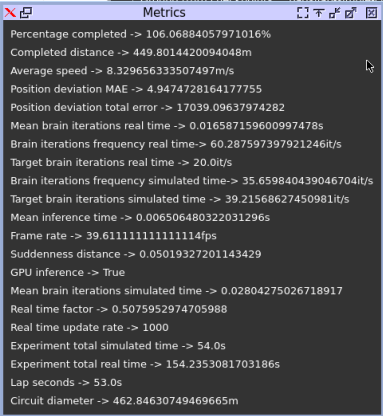 Metrics
Percentage completed -> 106.06884057971016%
Completed distance -> 449.8014420094048m
Average speed -> 8.329656333507497m/s
Position deviation MAE -> 4.9447728164177755
Position deviation total error -> 17039.09637974282
Mean brain iterations real time -> 0.016587159600997478s
Brain iterations frequency real time-> 60.287597397921246it/s
Target brain iterations real time -> 20.0it/s
Brain iterations frequency simulated time-> 35.659840439046704it/s
Target brain iterations simulated time -> 39.21568627450981it/s
Mean inference time -> 0.006506480322031296s
Frame rate -> 39.611111111111114fps
Suddenness distance -> 0.05019327201143429
GPU inference -> True
Mean brain iterations simulated time -> 0.02804275026718917
Real time factor -> 0.5075952974705988
Real time update rate -> 1000
Experiment total simulated time -> 54.0s
Experiment total real time -> 154.2353081703186s
Lap seconds -> 53.0s
Circuit diameter -> 462.84630749469665m